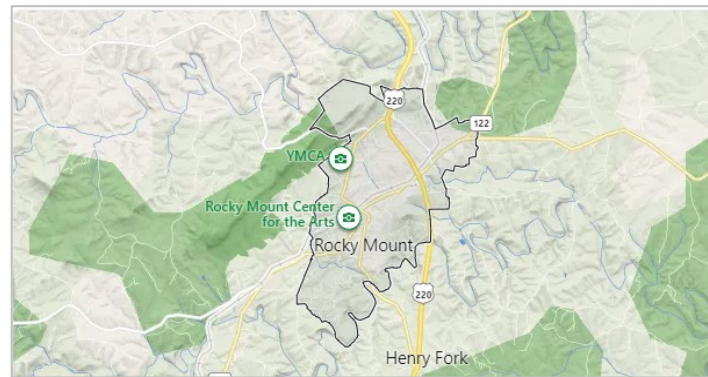 220
122
YMCA
Rocky Mount Center
for the Arts
Rocky Mount
220
Henry Fork